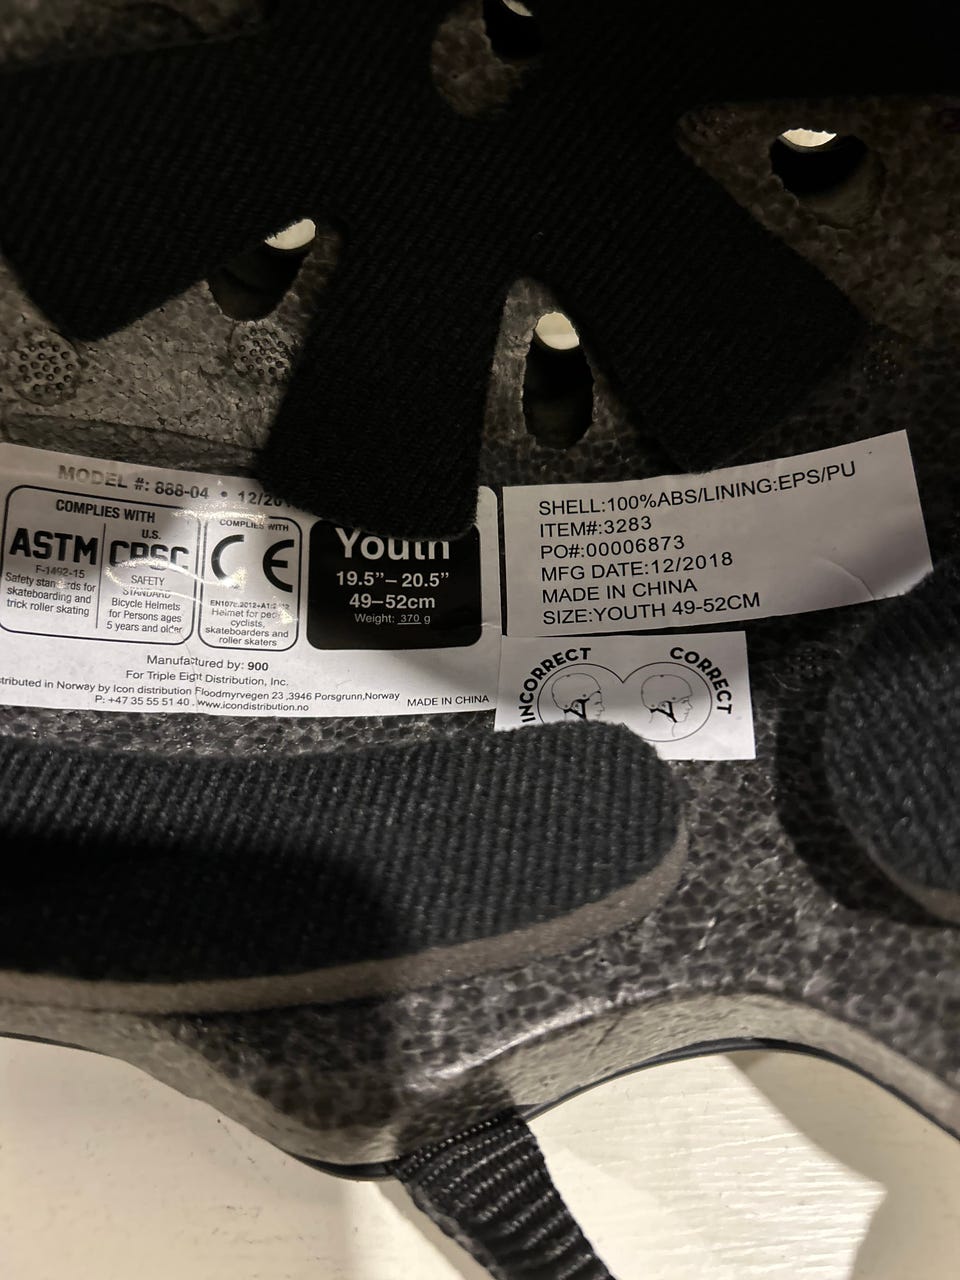 MODEL #: 888-04 • 12/20
COMPLIES WITH
ASTM
F-1492-15
Safety standards for
skateboarding and
trick roller skating
U.S.
CPSC
SAFETY
STANDARD
Bicycle Helmets
for Persons ages
5 years and older
COMPLIES WITH
CE
Helmet for pedal
cyclists,
skateboarders and
roller skaters
Youth
19.5”– 20.5”
49–52cm
Weight: 370 g
Manufactured by: 900
For Triple Eight Distribution, Inc.
tributed in Norway by Icon distribution Floodmyrvegen 23 ,3946 Porsgrunn,Norway
P: +47 35 55 51 40 . www.icondistribution.no
MADE IN CHINA
SHELL:100%ABS/LINING:EPS/PU
ITEM#:3283
PO#:00006873
MFG DATE:12/2018
MADE IN CHINA
SIZE:YOUTH 49-52CM
INCORRECT
CORRECT